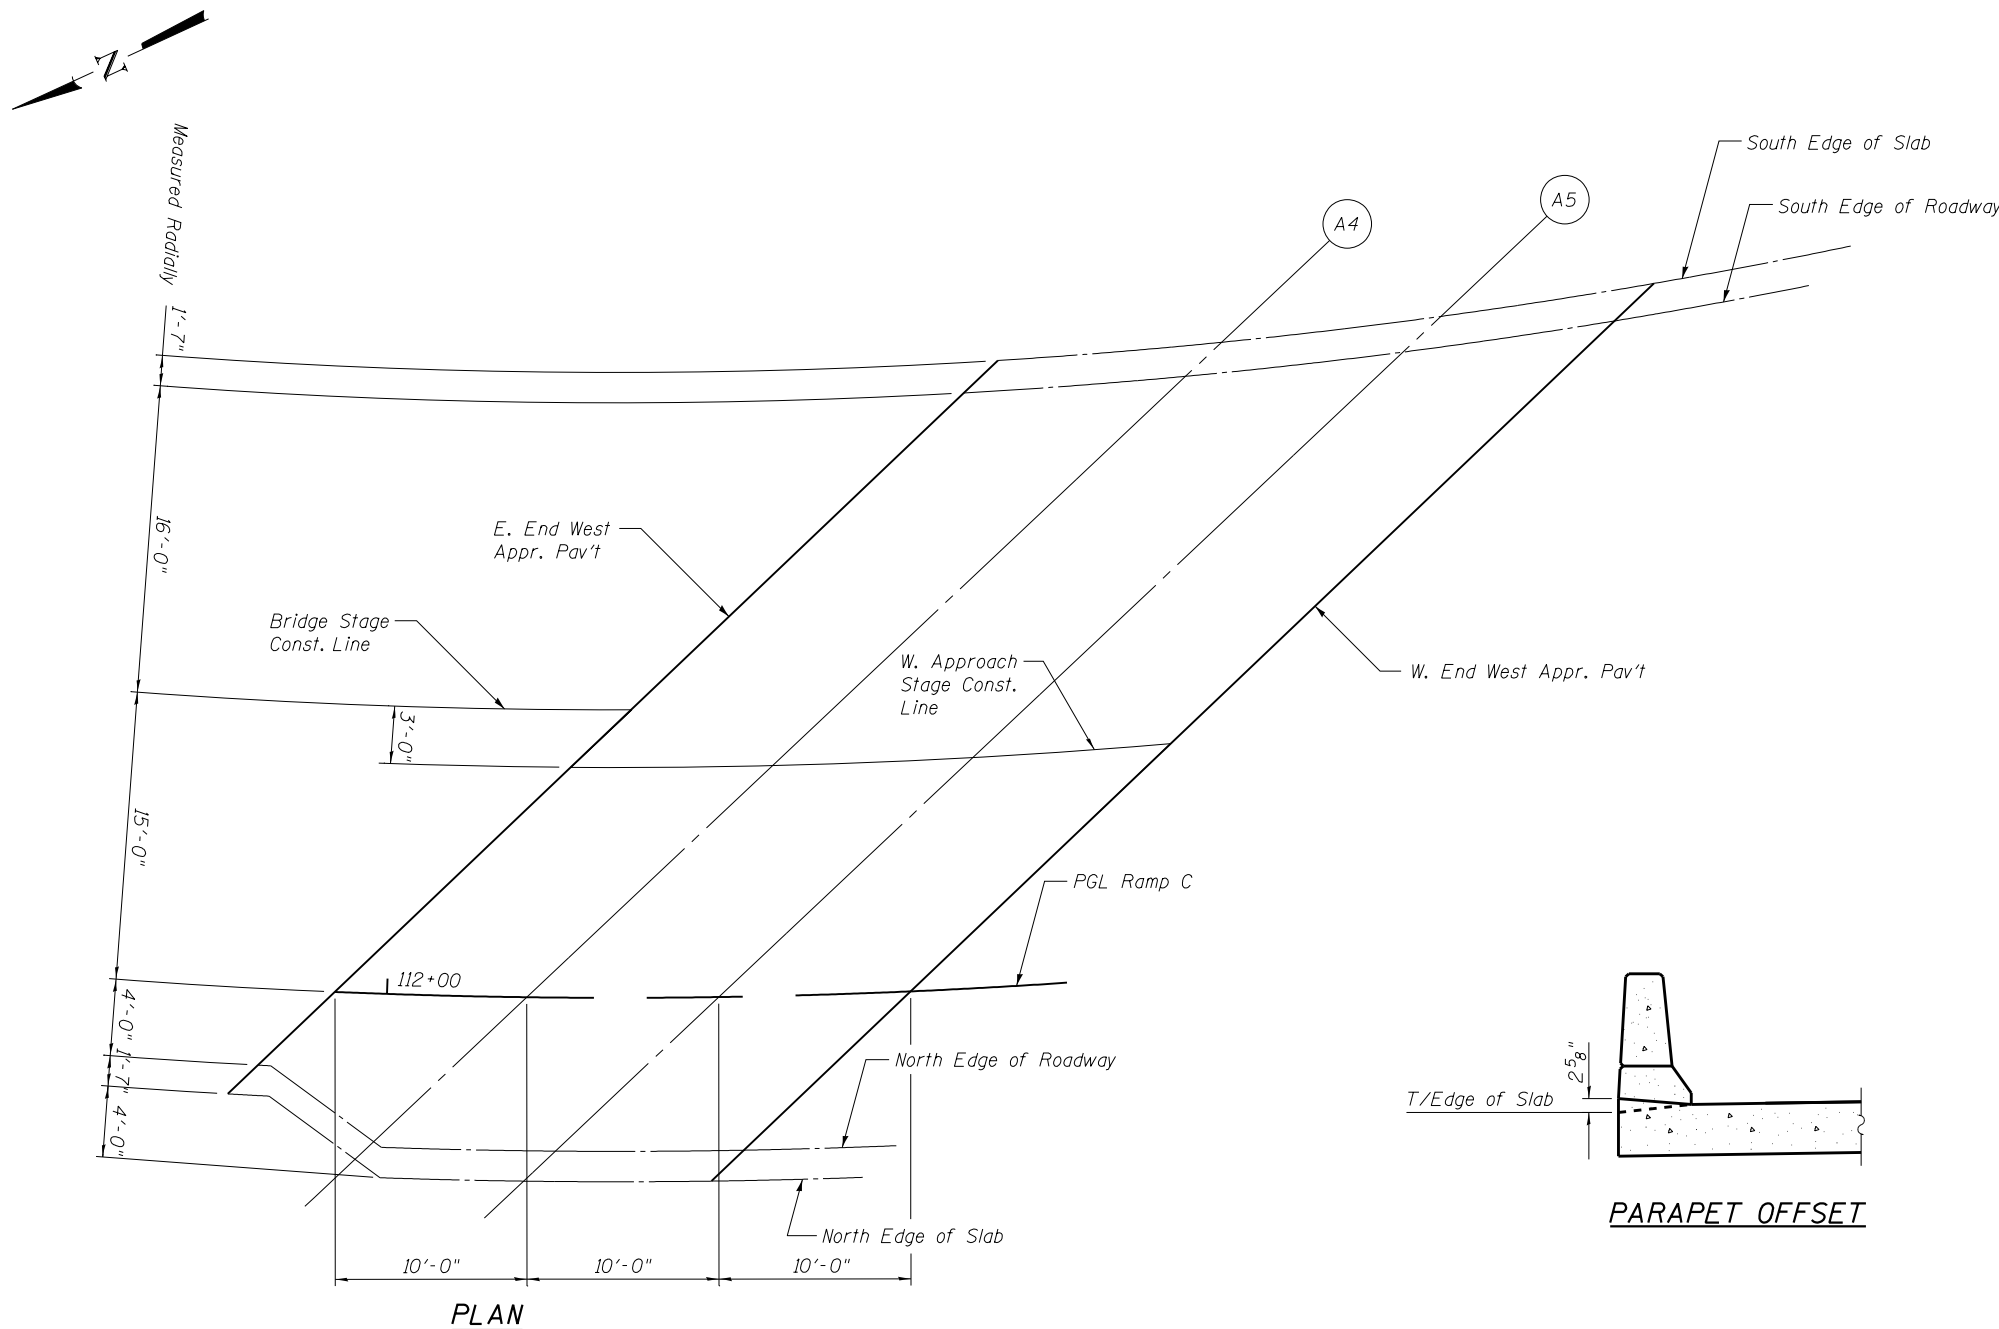 N
Measured Radially
1'-7"
16'-0"
15'-0"
4'-0"
1'-7"
4'-0"
South Edge of Slab
South Edge of Roadway
A4
A5
E. End West
Appr. Pav't
Bridge Stage
Const. Line
3'-0"
W. Approach
Stage Const.
Line
W. End West Appr. Pav't
PGL Ramp C
112+00
North Edge of Roadway
North Edge of Slab
10'-0"
10'-0"
10'-0"
PLAN
2 5/8"
T/Edge of Slab
PARAPET OFFSET